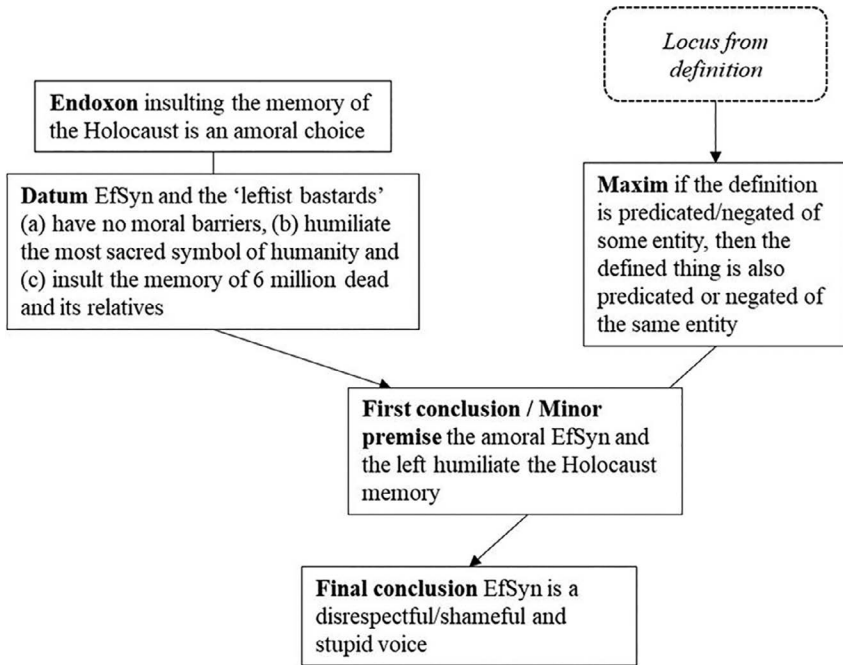 Locus from
definition
Endoxon insulting the memory of
the Holocaust is an amoral choice
Datum EfSyn and the ‘leftist bastards’
(a) have no moral barriers, (b) humiliate
the most sacred symbol of humanity and
(c) insult the memory of 6 million dead
and its relatives
Maxim if the definition
is predicated/negated of
some entity, then the
defined thing is also
predicated or negated of
the same entity
First conclusion / Minor
premise the amoral EfSyn and
the left humiliate the Holocaust
memory
Final conclusion EfSyn is a
disrespectful/shameful and
stupid voice